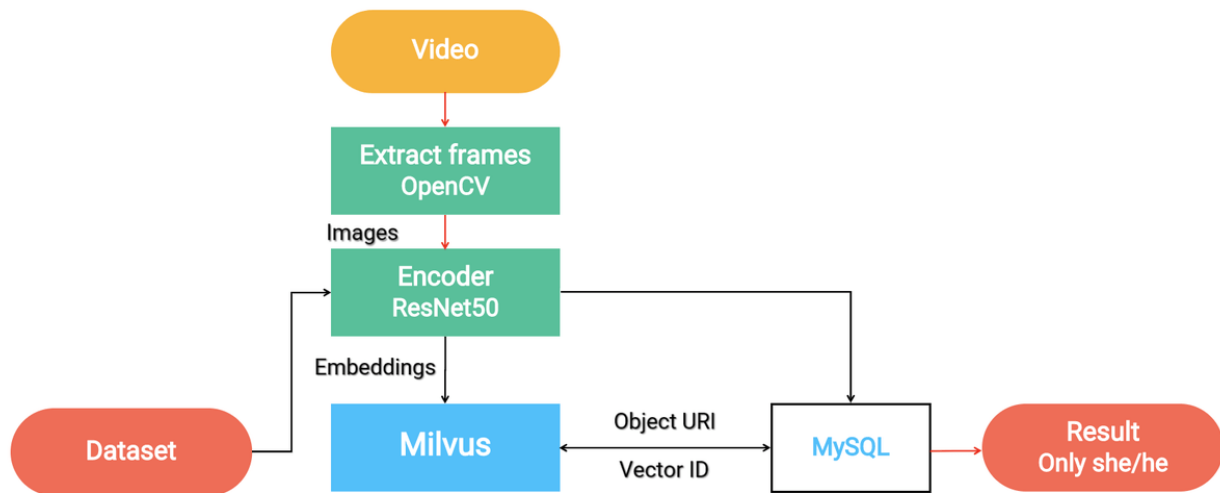 Video
Extract frames
OpenCV
Images
Encoder
ResNet50
Embeddings
Dataset
Milvus
Object URI
Vector ID
MySQL
Result
Only she/he